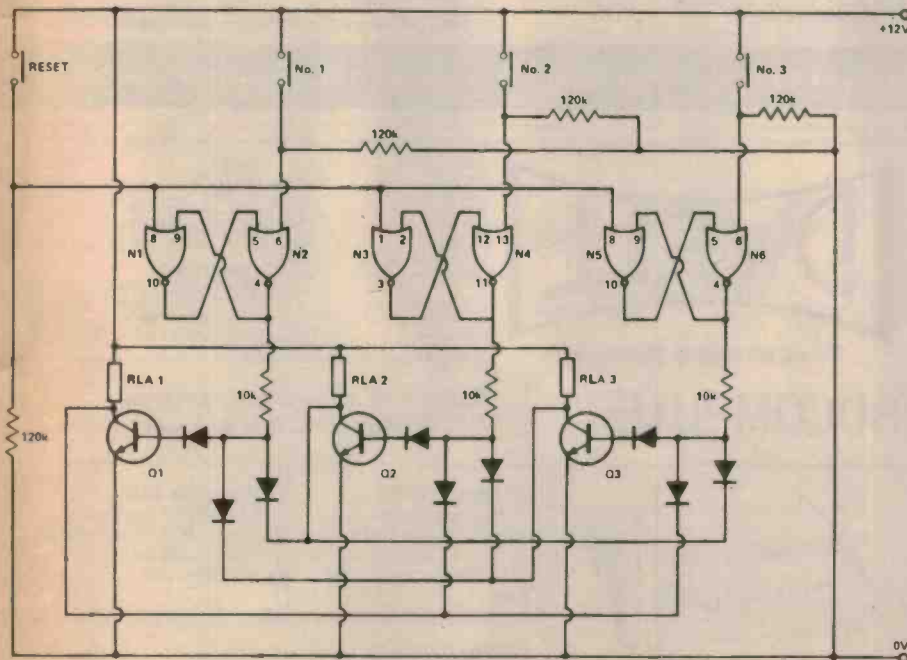 +12V
RESET
No. 1
No. 2
No. 3
120k
120k
120k
8 9
5 6
1 2
12 13
8 9
5 6
N1
N2
N3
N4
N5
N6
10
4
3
11
10
4
RLA 1
RLA 2
RLA 3
10k
10k
10k
120k
Q1
Q2
Q3
0V